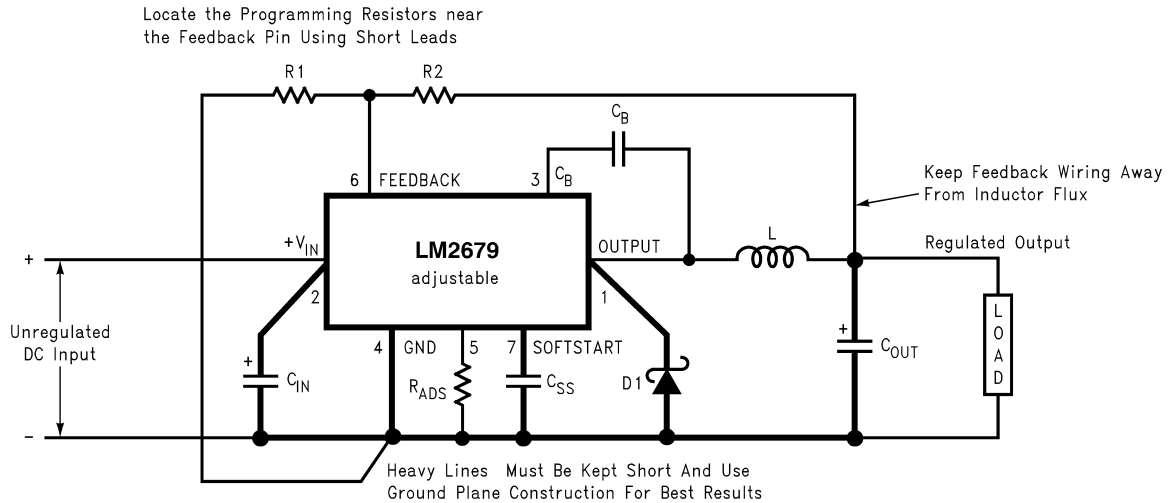 Locate the Programming Resistors near
the Feedback Pin Using Short Leads
R1
R2
C_B
6 FEEDBACK
3 C_B
Keep Feedback Wiring Away
From Inductor Flux
+V_IN
LM2679
adjustable
OUTPUT
L
Regulated Output
+
2
1
Unregulated
DC Input
4 GND
5
7 SOFTSTART
+
C_IN
R_ADS
C_SS
D1
+
C_OUT
LOAD
−
Heavy Lines Must Be Kept Short And Use
Ground Plane Construction For Best Results